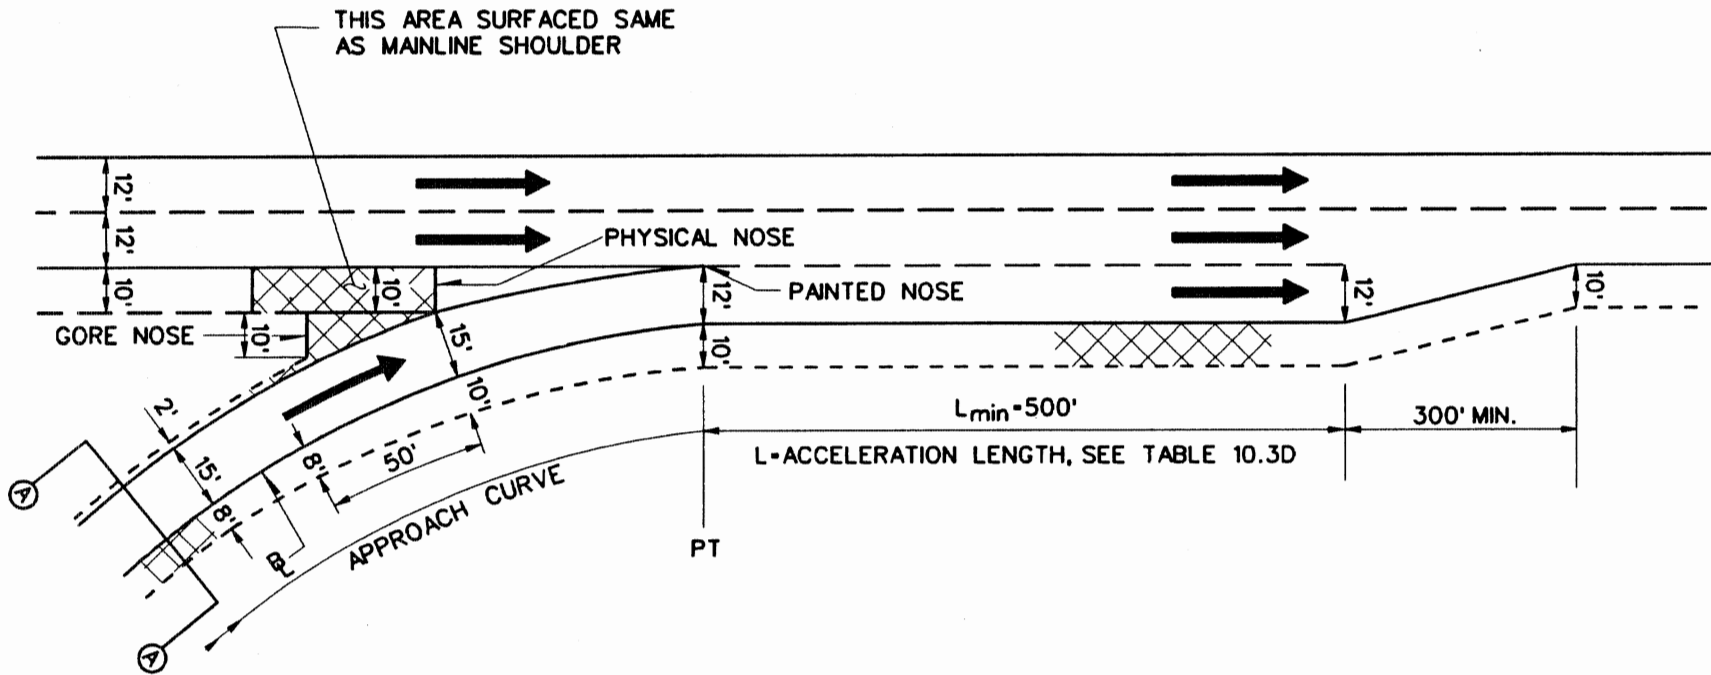 THIS AREA SURFACED SAME
AS MAINLINE SHOULDER
12'
12'
10'
10'
PHYSICAL NOSE
PAINTED NOSE
GORE NOSE
10'
12'
10'
12'
10'
15'
10'
2'
15'
8'
8'
50'
BL
APPROACH CURVE
Lmin=500'
300' MIN.
L=ACCELERATION LENGTH, SEE TABLE 10.3D
PT
A
A